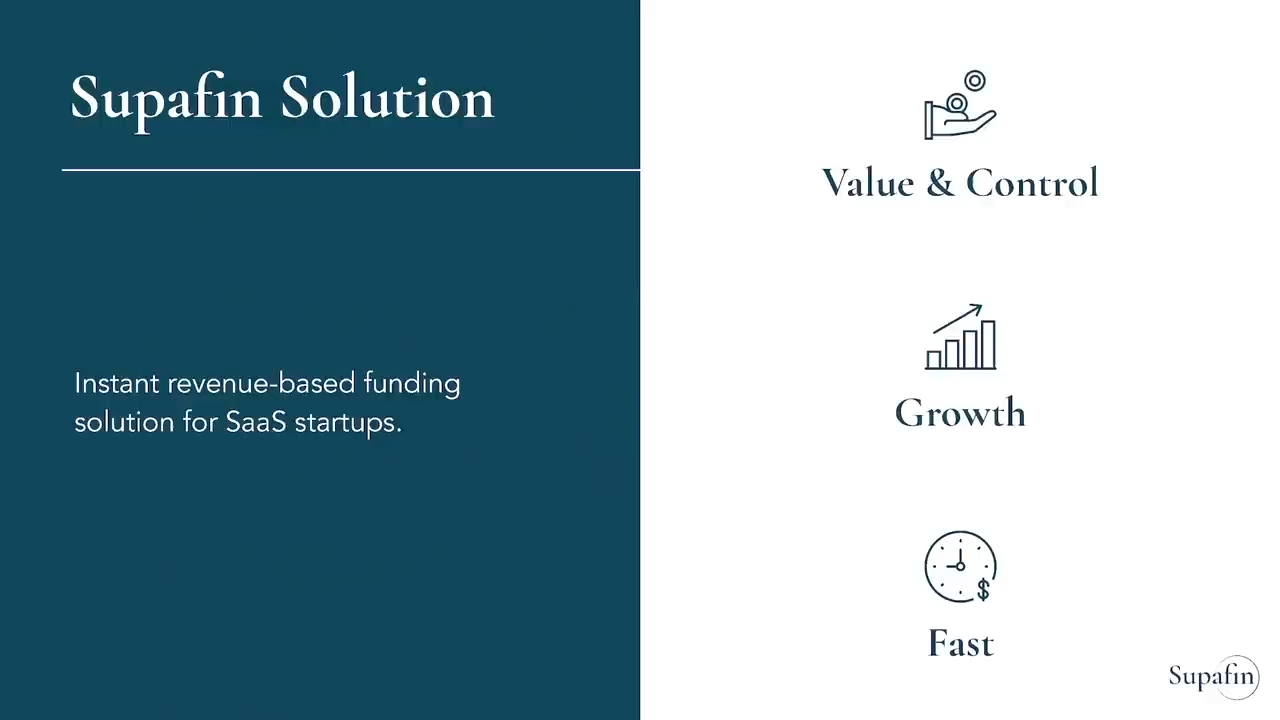 Supafin Solution
Instant revenue-based funding
solution for SaaS startups.
Value & Control
Growth
$
Fast
Supafin